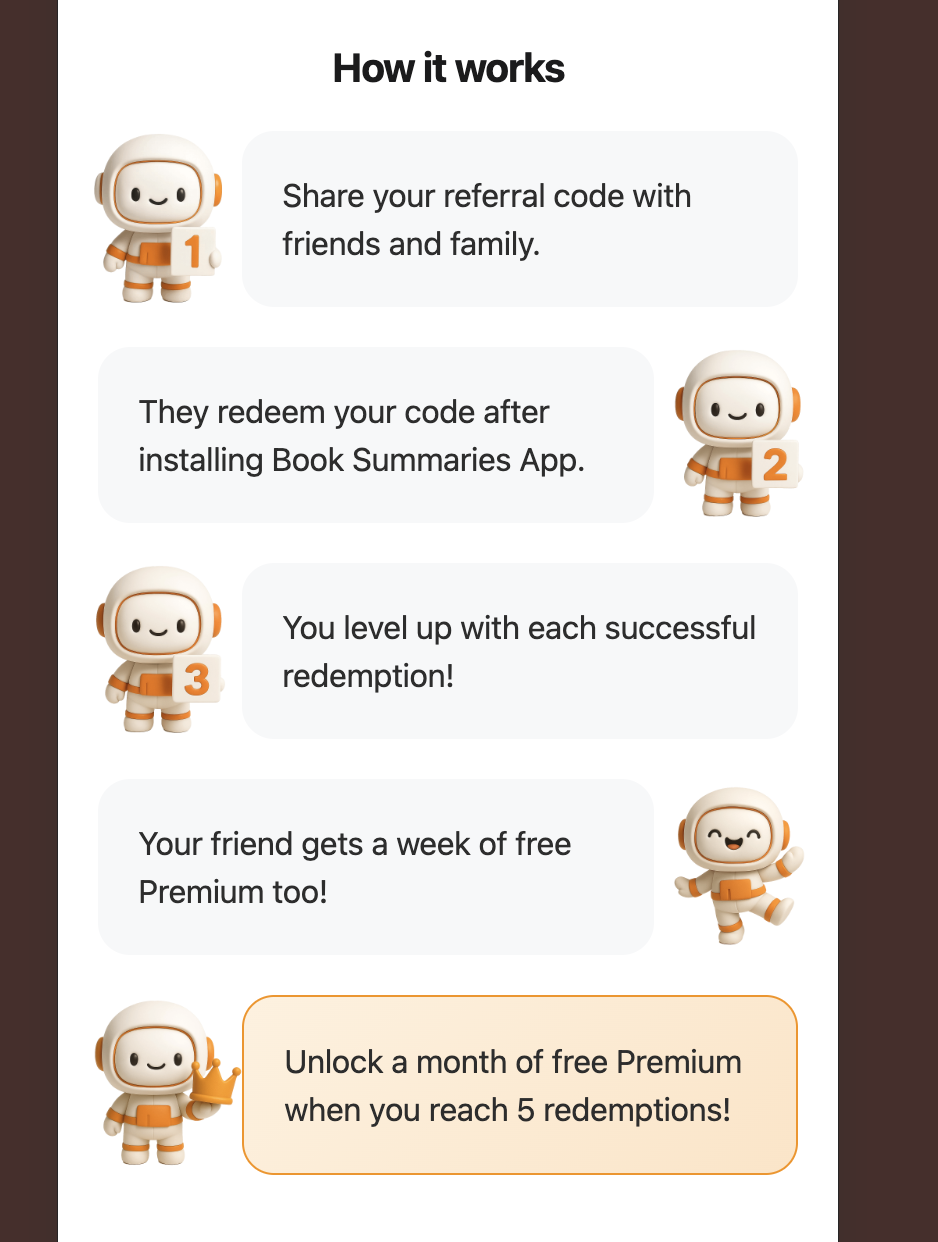 How it works
Share your referral code with
friends and family.
1
They redeem your code after
installing Book Summaries App.
2
You level up with each successful
redemption!
3
Your friend gets a week of free
Premium too!
Unlock a month of free Premium
when you reach 5 redemptions!